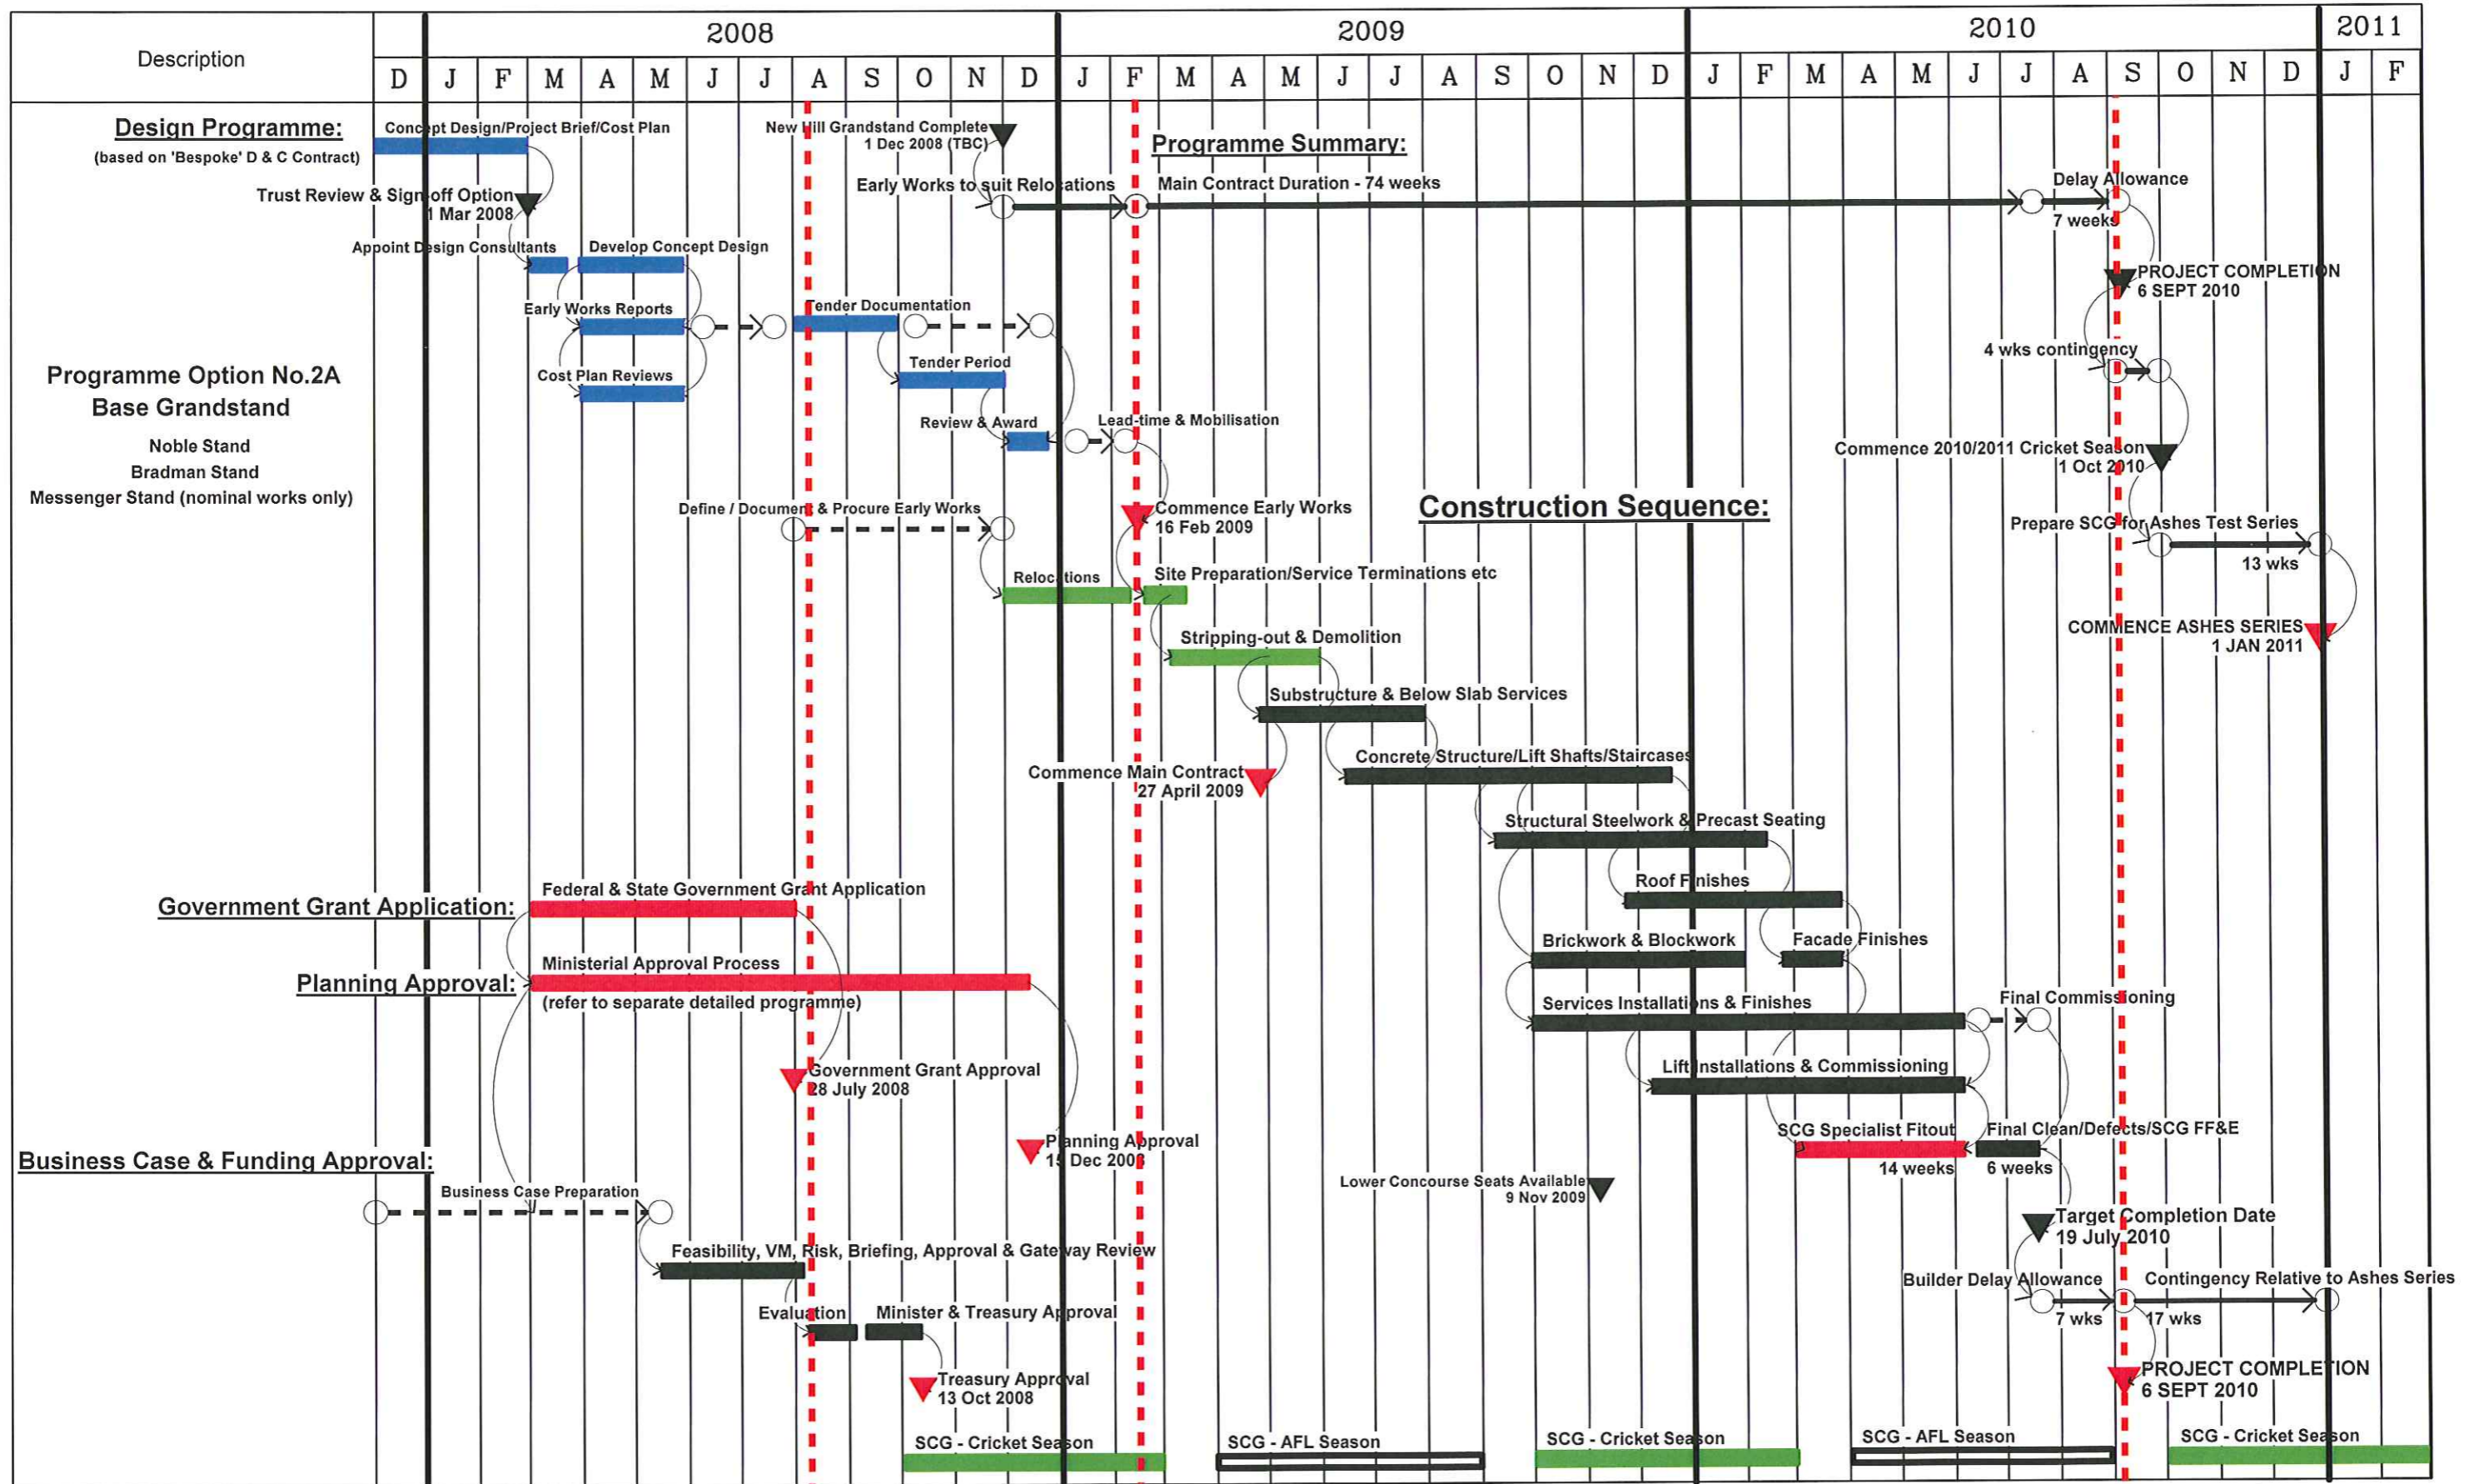 Description
2008
2009
2010
2011
D J F M A M J J A S O N D J F M A M J J A S O N D J F M A M J J A S O N D J F
Design Programme:
(based on 'Bespoke' D & C Contract)
Concept Design/Project Brief/Cost Plan
New Hill Grandstand Complete
1 Dec 2008 (TBC)
Programme Summary:
Trust Review & Sign-off Option
1 Mar 2008
Early Works to suit Relocations
Main Contract Duration - 74 weeks
Delay Allowance
7 weeks
Appoint Design Consultants
Develop Concept Design
PROJECT COMPLETION
6 SEPT 2010
Early Works Reports
Tender Documentation
4 wks contingency
Programme Option No.2A
Base Grandstand
Noble Stand
Bradman Stand
Messenger Stand (nominal works only)
Cost Plan Reviews
Tender Period
Review & Award
Lead-time & Mobilisation
Commence 2010/2011 Cricket Season
1 Oct 2010
Define / Document & Procure Early Works
Commence Early Works
16 Feb 2009
Construction Sequence:
Prepare SCG for Ashes Test Series
13 wks
Relocations
Site Preparation/Service Terminations etc
Stripping-out & Demolition
COMMENCE ASHES SERIES
1 JAN 2011
Substructure & Below Slab Services
Concrete Structure/Lift Shafts/Staircases
Commence Main Contract
27 April 2009
Structural Steelwork & Precast Seating
Roof Finishes
Government Grant Application:
Federal & State Government Grant Application
Brickwork & Blockwork
Facade Finishes
Planning Approval:
Ministerial Approval Process
(refer to separate detailed programme)
Services Installations & Finishes
Final Commissioning
Government Grant Approval
28 July 2008
Lift Installations & Commissioning
Planning Approval
15 Dec 2008
SCG Specialist Fitout
14 weeks
Final Clean/Defects/SCG FF&E
6 weeks
Business Case & Funding Approval:
Business Case Preparation
Lower Concourse Seats Available
9 Nov 2009
Target Completion Date
19 July 2010
Feasibility, VM, Risk, Briefing, Approval & Gateway Review
Builder Delay Allowance
7 wks
Contingency Relative to Ashes Series
17 wks
Evaluation
Minister & Treasury Approval
Treasury Approval
13 Oct 2008
PROJECT COMPLETION
6 SEPT 2010
SCG - Cricket Season
SCG - AFL Season
SCG - Cricket Season
SCG - AFL Season
SCG - Cricket Season